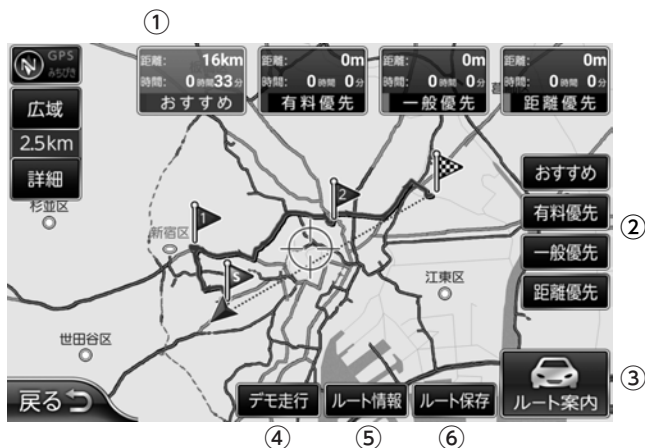 ①
GPS
みちびき
距離: 16km
時間: 0時間33分
おすすめ
距離: 0m
時間: 0時間 0分
有料優先
距離: 0m
時間: 0時間 0分
一般優先
距離: 0m
時間: 0時間 0分
距離優先
広域
2.5km
詳細
杉並区
新宿区
1
2
S
江東区
世田谷区
おすすめ
有料優先
②
一般優先
距離優先
戻る
デモ走行
ルート情報
ルート保存
ルート案内
③
④
⑤
⑥